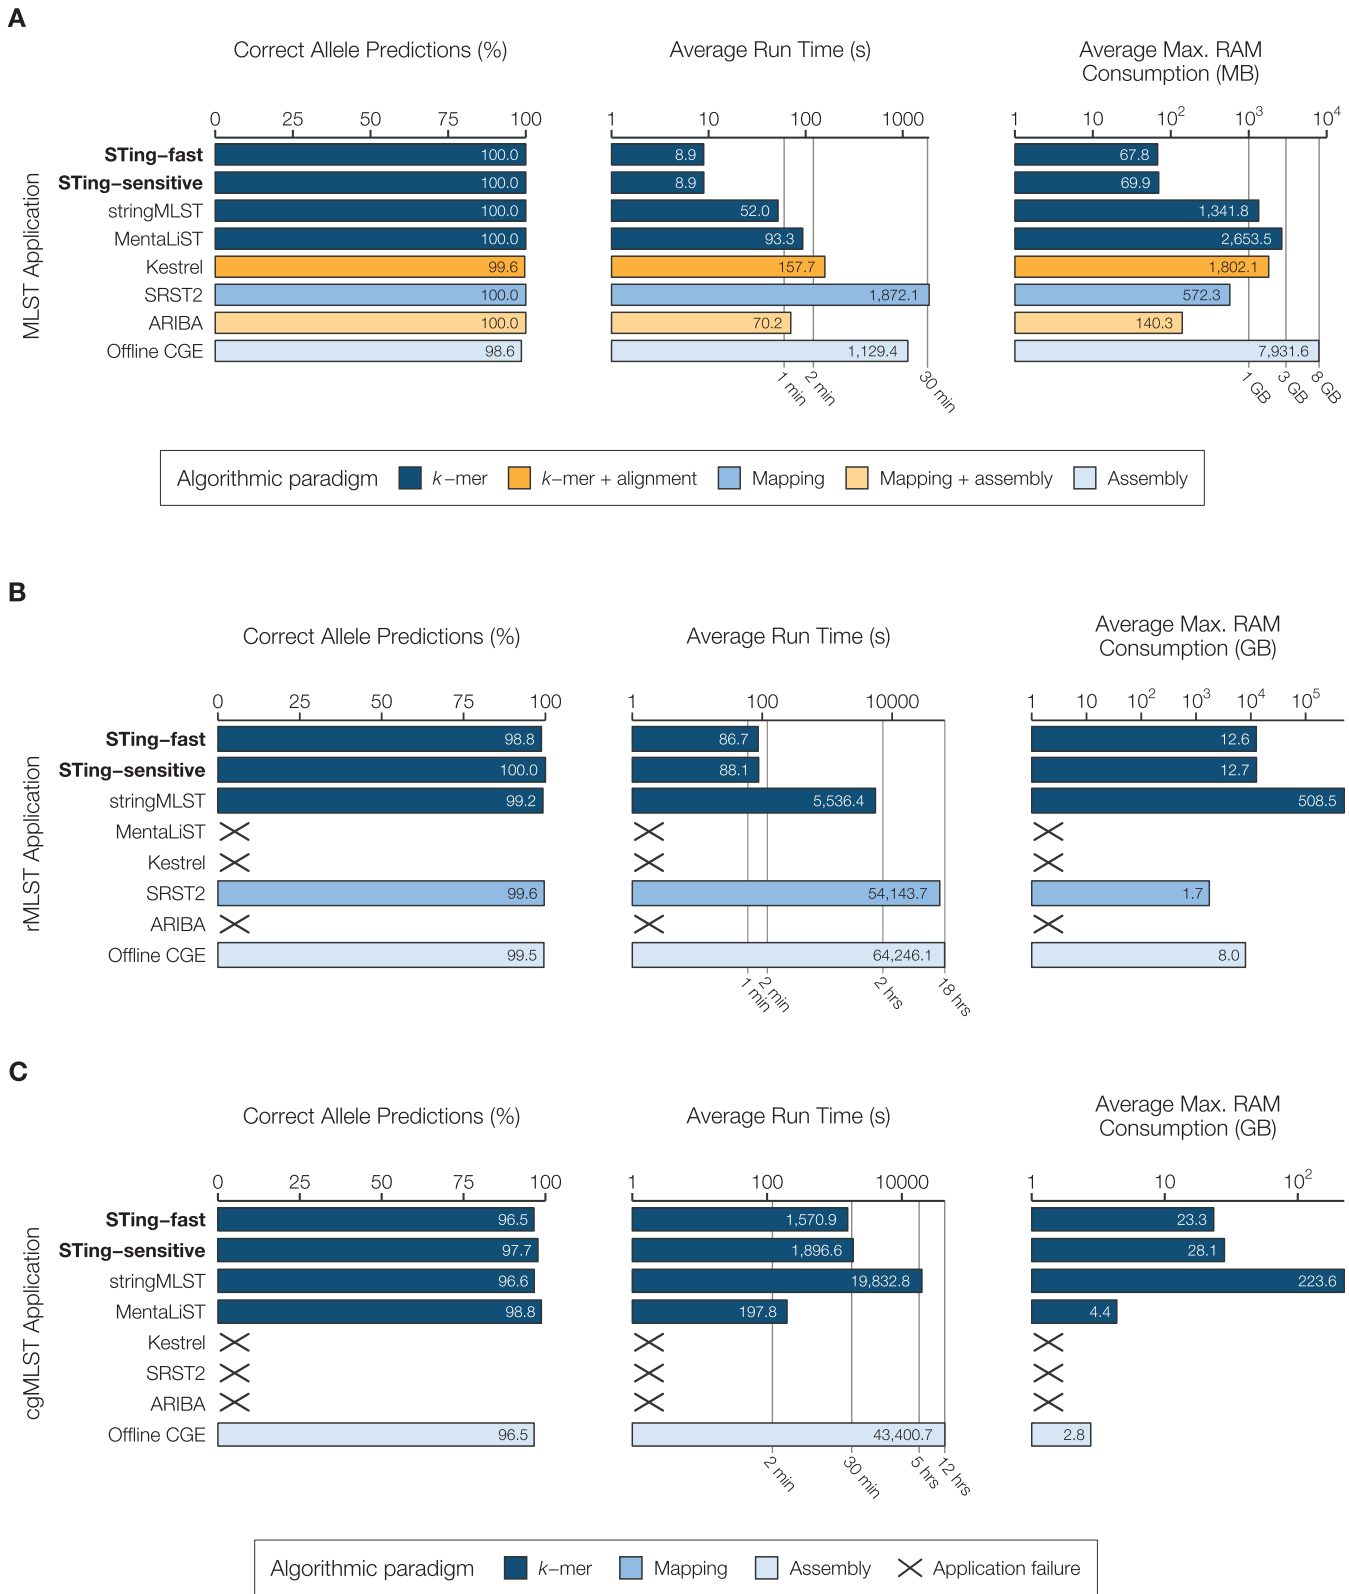 A
Correct Allele Predictions (%)
Average Run Time (s)
Average Max. RAM
Consumption (MB)
0 25 50 75 100
1 10 100 1000
1 10 10² 10³ 10⁴
MLST Application
STing–fast 100.0 8.9 67.8
STing–sensitive 100.0 8.9 69.9
stringMLST 100.0 52.0 1,341.8
MentaLiST 100.0 93.3 2,653.5
Kestrel 99.6 157.7 1,802.1
SRST2 100.0 1,872.1 572.3
ARIBA 100.0 70.2 140.3
Offline CGE 98.6 1,129.4 7,931.6
1 min 2 min 30 min
1 GB 3 GB 8 GB
Algorithmic paradigm k–mer k–mer + alignment Mapping Mapping + assembly Assembly
B
Correct Allele Predictions (%)
Average Run Time (s)
Average Max. RAM
Consumption (GB)
0 25 50 75 100
1 100 10000
1 10 10² 10³ 10⁴ 10⁵
rMLST Application
STing–fast 98.8 86.7 12.6
STing–sensitive 100.0 88.1 12.7
stringMLST 99.2 5,536.4 508.5
MentaLiST
Kestrel
SRST2 99.6 54,143.7 1.7
ARIBA
Offline CGE 99.5 64,246.1 8.0
1 min 2 min 2 hrs 18 hrs
C
Correct Allele Predictions (%)
Average Run Time (s)
Average Max. RAM
Consumption (GB)
0 25 50 75 100
1 100 10000
1 10 10²
cgMLST Application
STing–fast 96.5 1,570.9 23.3
STing–sensitive 97.7 1,896.6 28.1
stringMLST 96.6 19,832.8 223.6
MentaLiST 98.8 197.8 4.4
Kestrel
SRST2
ARIBA
Offline CGE 96.5 43,400.7 2.8
2 min 30 min 5 hrs 12 hrs
Algorithmic paradigm k–mer Mapping Assembly Application failure